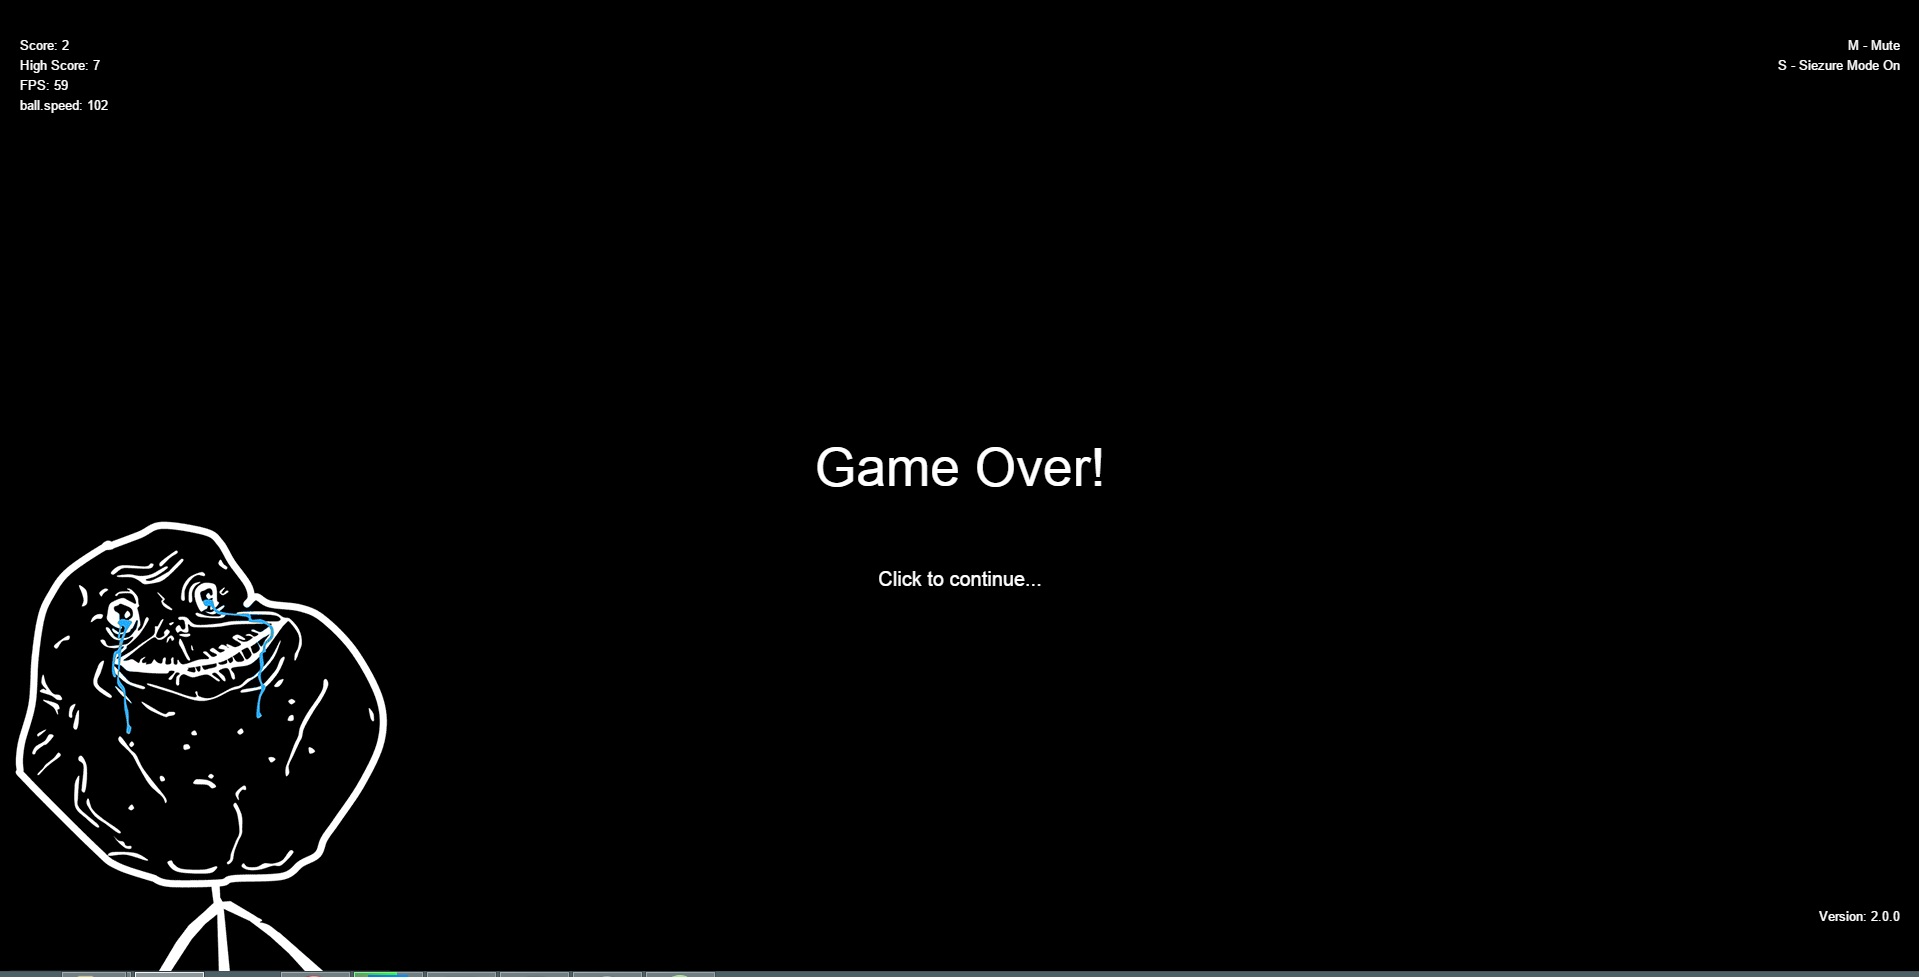 Score: 2
High Score: 7
FPS: 59
ball.speed: 102
M - Mute
S - Siezure Mode On
Game Over!
Click to continue...
Version: 2.0.0